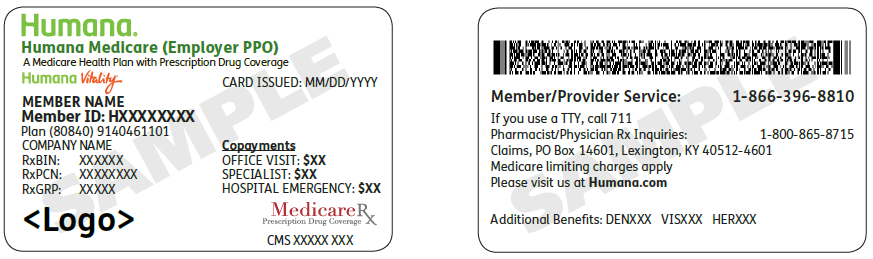 Humana.
Humana Medicare (Employer PPO)
A Medicare Health Plan with Prescription Drug Coverage
Humana Vitality
CARD ISSUED: MM/DD/YYYY
MEMBER NAME
Member ID: HXXXXXXXX
Plan (80840) 9140461101
COMPANY NAME
RxBIN: XXXXXX
RxPCN: XXXXXXXX
RxGRP: XXXXX
Copayments
OFFICE VISIT: $XX
SPECIALIST: $XX
HOSPITAL EMERGENCY: $XX
<Logo>
MedicareRx
Prescription Drug Coverage
CMS XXXXX XXX
SAMPLE
Member/Provider Service: 1-866-396-8810
If you use a TTY, call 711
Pharmacist/Physician Rx Inquiries: 1-800-865-8715
Claims, PO Box 14601, Lexington, KY 40512-4601
Medicare limiting charges apply
Please visit us at Humana.com
Additional Benefits: DENXXX VISXXX HERXXX
SAMPLE